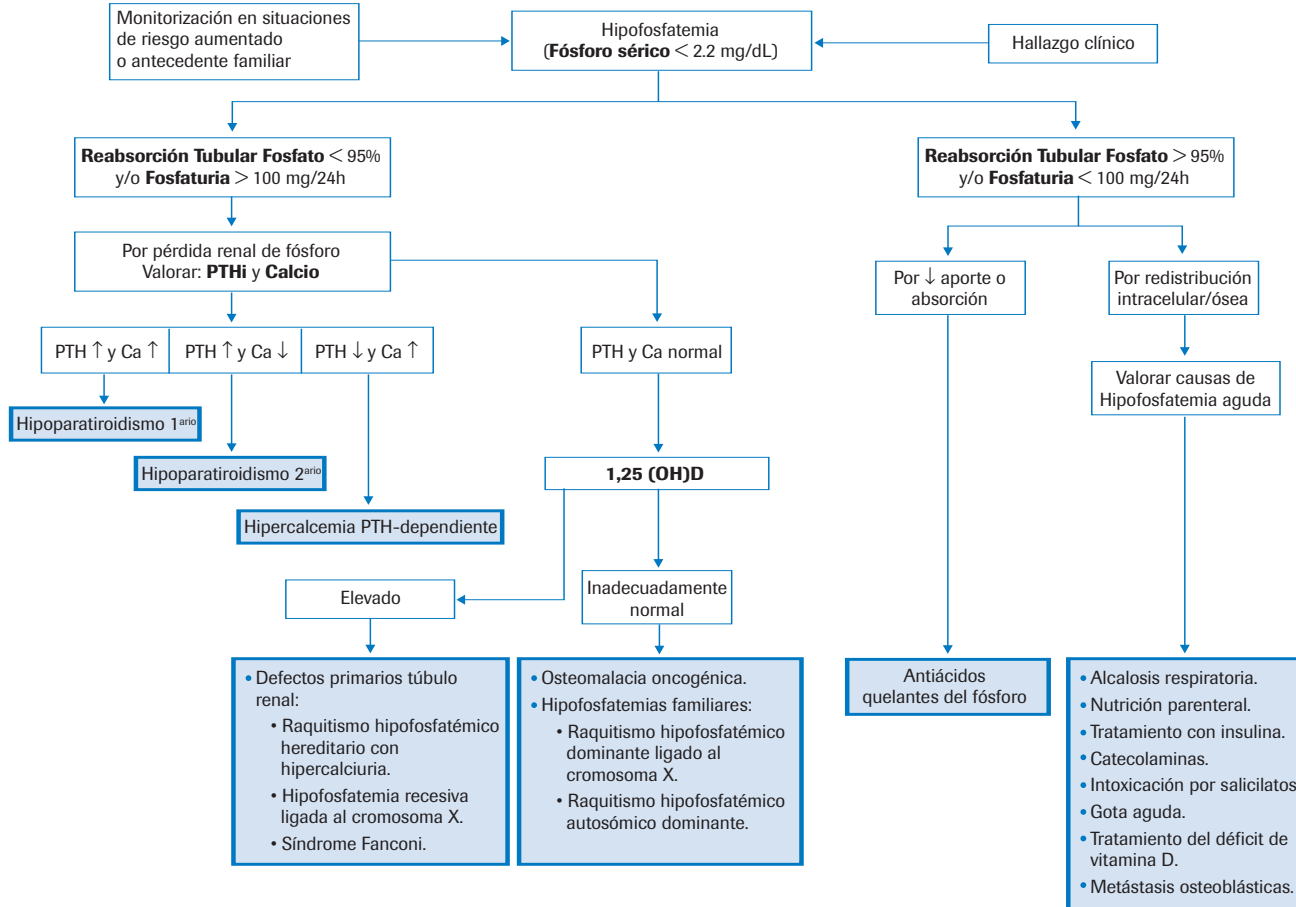 Monitorización en situaciones
de riesgo aumentado
o antecedente familiar
Hipofosfatemia
(Fósforo sérico < 2.2 mg/dL)
Hallazgo clínico
Reabsorción Tubular Fosfato < 95%
y/o Fosfaturia > 100 mg/24h
Reabsorción Tubular Fosfato > 95%
y/o Fosfaturia < 100 mg/24h
Por pérdida renal de fósforo
Valorar: PTHi y Calcio
Por ↓ aporte o
absorción
Por redistribución
intracelular/ósea
PTH ↑ y Ca ↑
PTH ↑ y Ca ↓
PTH ↓ y Ca ↑
PTH y Ca normal
Valorar causas de
Hipofosfatemia aguda
Hipoparatiroidismo 1ario
Hipoparatiroidismo 2ario
Hipercalcemia PTH-dependiente
1,25 (OH)D
Elevado
Inadecuadamente
normal
• Defectos primarios túbulo
renal:
• Raquitismo hipofosfatémico
hereditario con
hipercalciuria.
• Hipofosfatemia recesiva
ligada al cromosoma X.
• Síndrome Fanconi.
• Osteomalacia oncogénica.
• Hipofosfatemias familiares:
• Raquitismo hipofosfatémico
dominante ligado al
cromosoma X.
• Raquitismo hipofosfatémico
autosómico dominante.
Antiácidos
quelantes del fósforo
• Alcalosis respiratoria.
• Nutrición parenteral.
• Tratamiento con insulina.
• Catecolaminas.
• Intoxicación por salicilatos
• Gota aguda.
• Tratamiento del déficit de
vitamina D.
• Metástasis osteoblásticas.